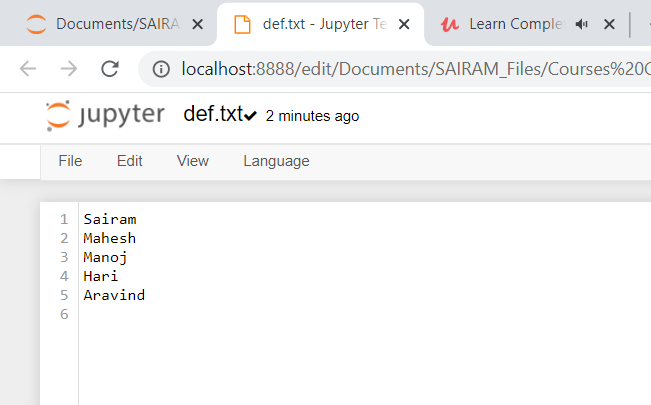 Documents/SAIRA
def.txt - Jupyter Te
Learn Comple
localhost:8888/edit/Documents/SAIRAM_Files/Courses%20C
jupyter def.txt 2 minutes ago
File Edit View Language
1 Sairam
2 Mahesh
3 Manoj
4 Hari
5 Aravind
6